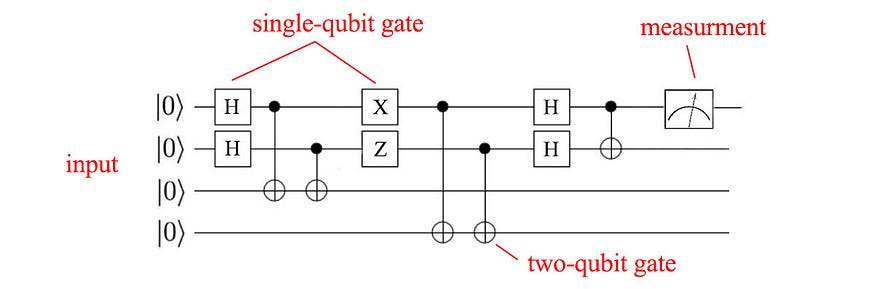 single-qubit gate
measurment
|0⟩ H X H
|0⟩ H Z H
input
|0⟩
|0⟩
two-qubit gate